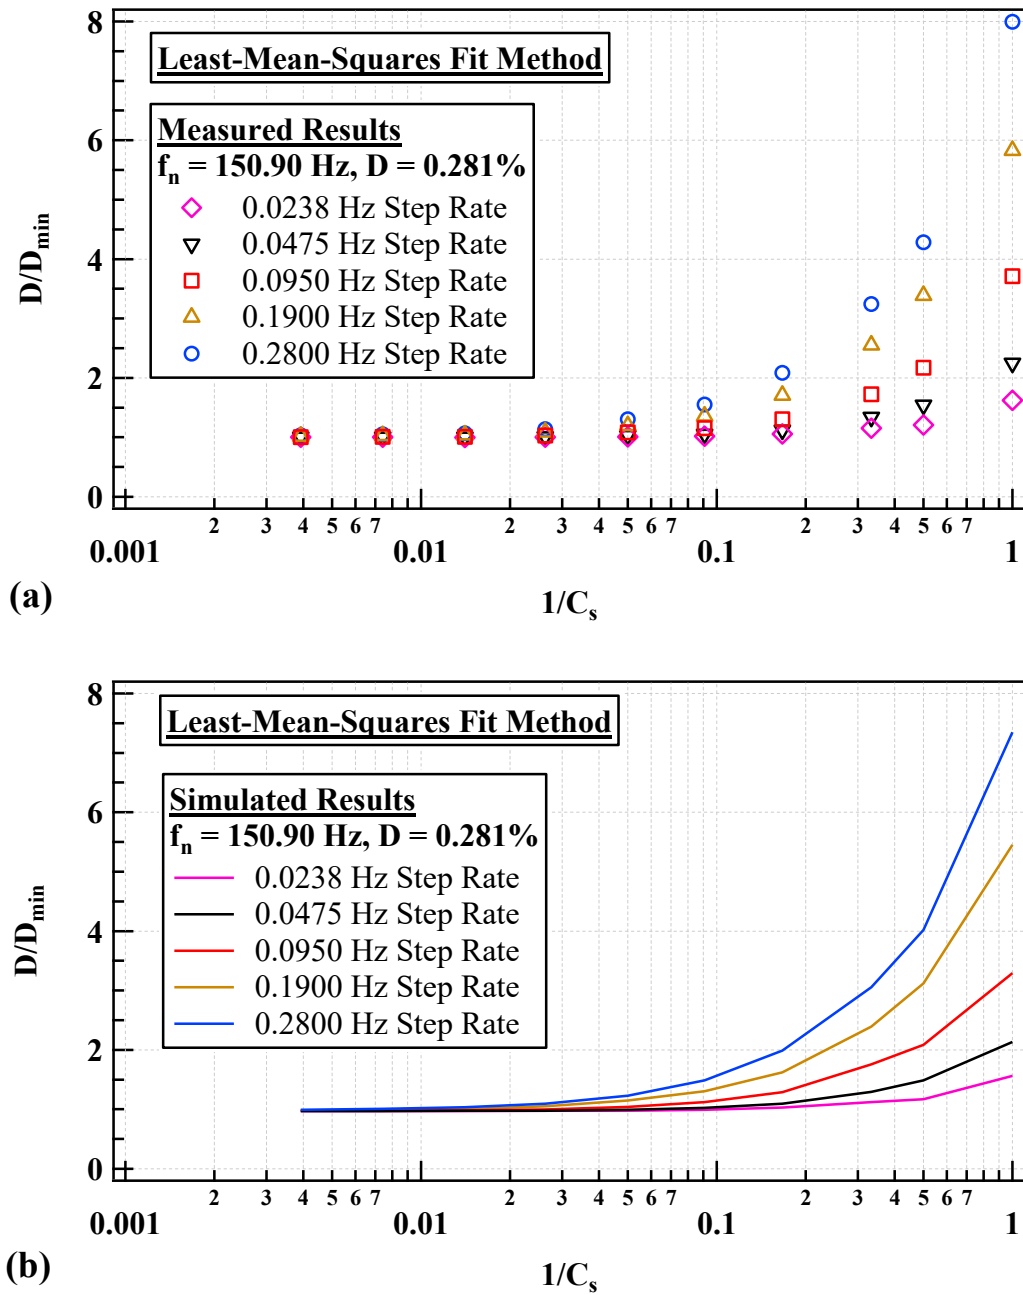 8
Least-Mean-Squares Fit Method
Measured Results
f_n = 150.90 Hz, D = 0.281%
0.0238 Hz Step Rate
0.0475 Hz Step Rate
0.0950 Hz Step Rate
0.1900 Hz Step Rate
0.2800 Hz Step Rate
6
4
2
0
D/D_min
2 3 4 5 6 7 2 3 4 5 6 7 2 3 4 5 6 7
0.001 0.01 0.1 1
1/C_s
(a)
8
Least-Mean-Squares Fit Method
Simulated Results
f_n = 150.90 Hz, D = 0.281%
0.0238 Hz Step Rate
0.0475 Hz Step Rate
0.0950 Hz Step Rate
0.1900 Hz Step Rate
0.2800 Hz Step Rate
6
4
2
0
D/D_min
2 3 4 5 6 7 2 3 4 5 6 7 2 3 4 5 6 7
0.001 0.01 0.1 1
1/C_s
(b)